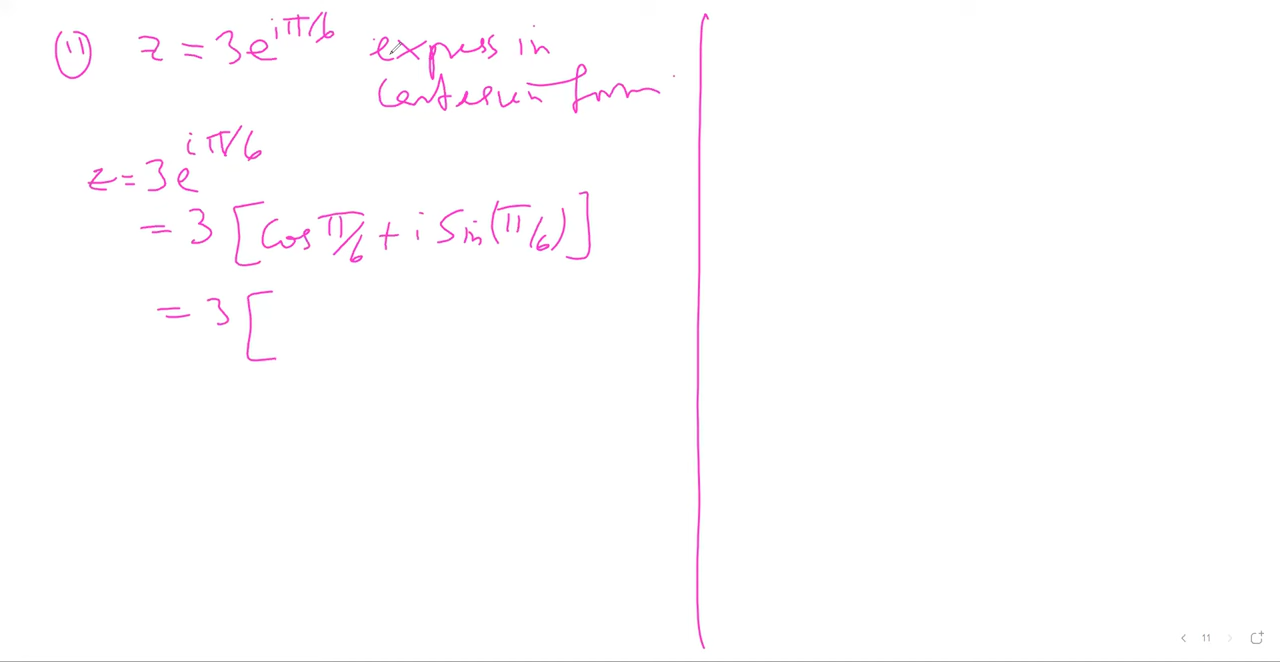 (11) z = 3e^{iπ/6} express in
cartesian form
z = 3e^{iπ/6}
= 3 [cos π/6 + i Sin(π/6)]
= 3 [
11